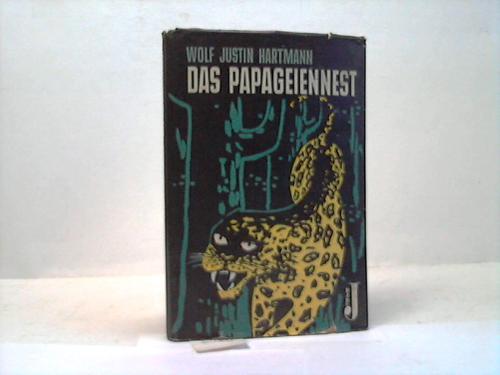 WOLF JUSTIN HARTMANN
DAS PAPAGEIENNEST
J